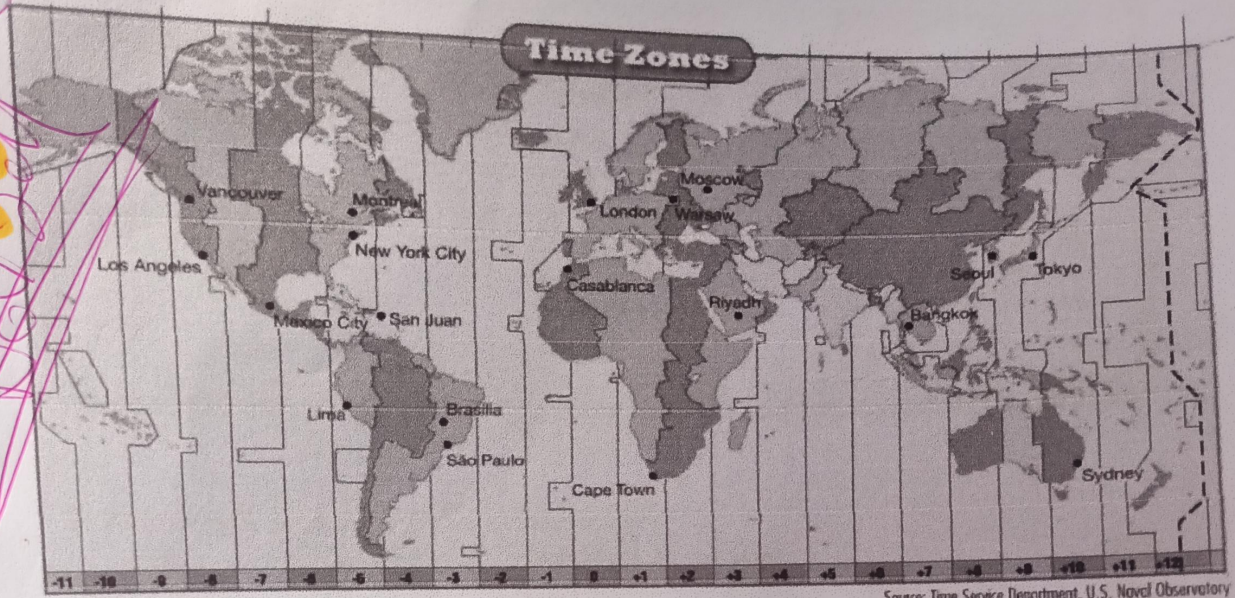 Time Zones
Vancouver
Montréal
Moscow
London
Warsaw
New York City
Los Angeles
Casablanca
Seoul
Tokyo
Riyadh
Mexico City
San Juan
Bangkok
Lima
Brasília
São Paulo
Cape Town
Sydney
-11 -10 -9 -8 -7 -6 -5 -4 -3 -2 -1 0 +1 +2 +3 +4 +5 +6 +7 +8 +9 +10 +11 +12
Source: Time Service Department, U.S. Naval Observatory